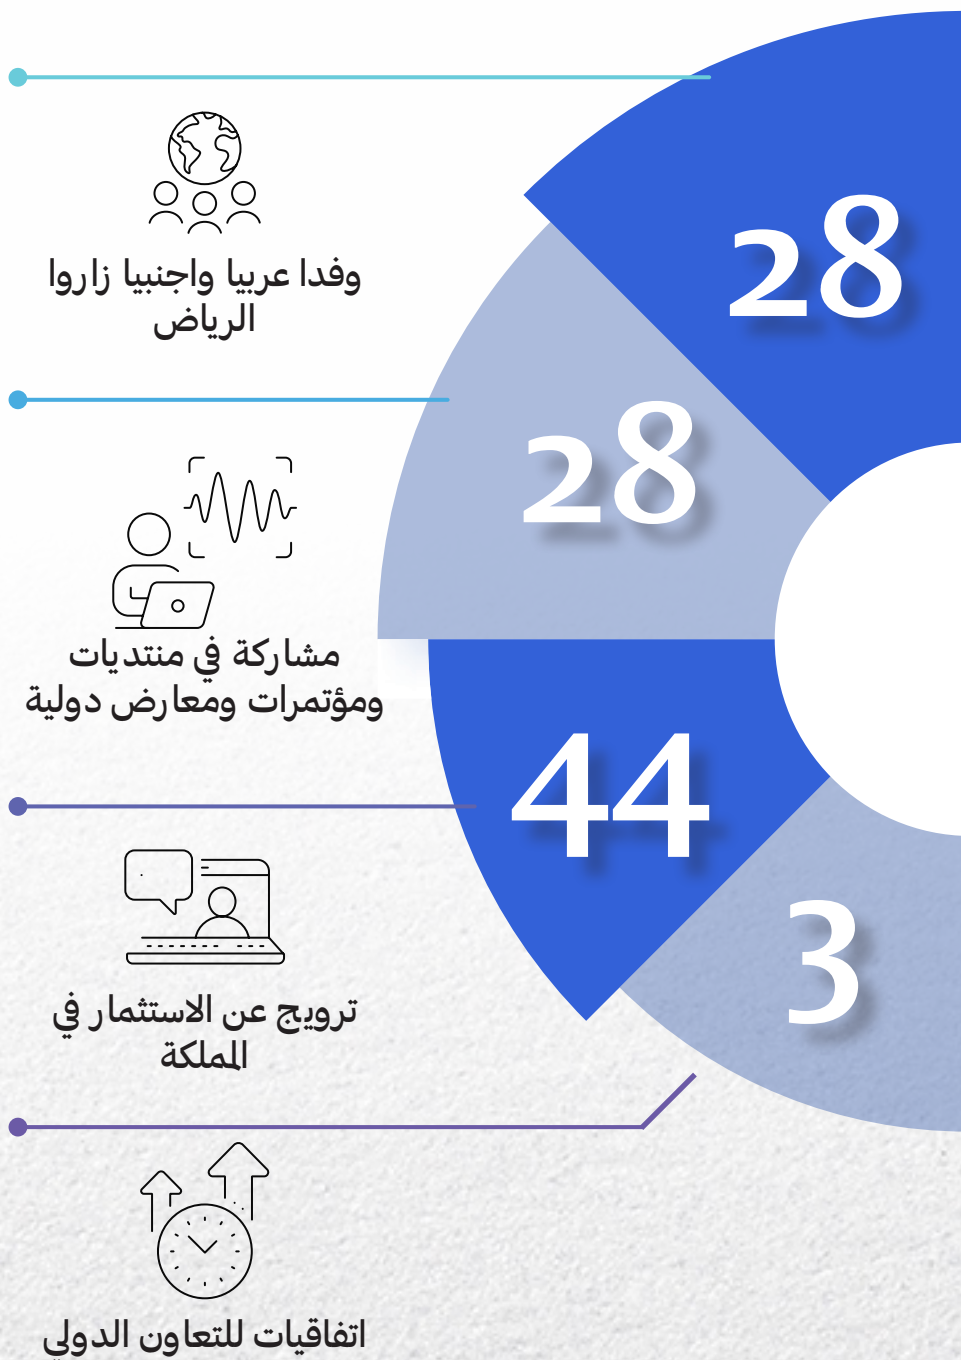 28
وفدا عربيا واجنبيا زاروا
الرياض
28
مشاركة في منتديات
ومؤتمرات ومعارض دولية
44
ترويج عن الاستثمار في
المملكة
3
اتفاقيات للتعاون الدولي